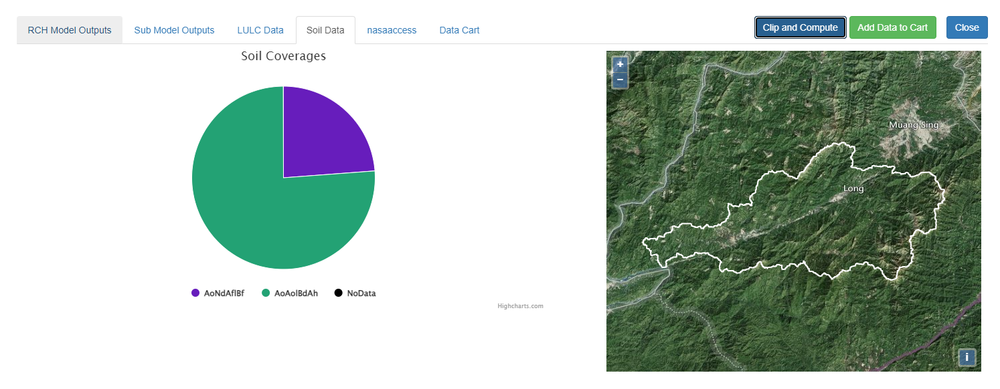 RCH Model Outputs Sub Model Outputs LULC Data Soil Data nasaaccess Data Cart Clip and Compute Add Data to Cart Close
Soil Coverages
+
−
Muang Sing
Long
AoNdAflBf AoAolBdAh NoData
Highcharts.com
i